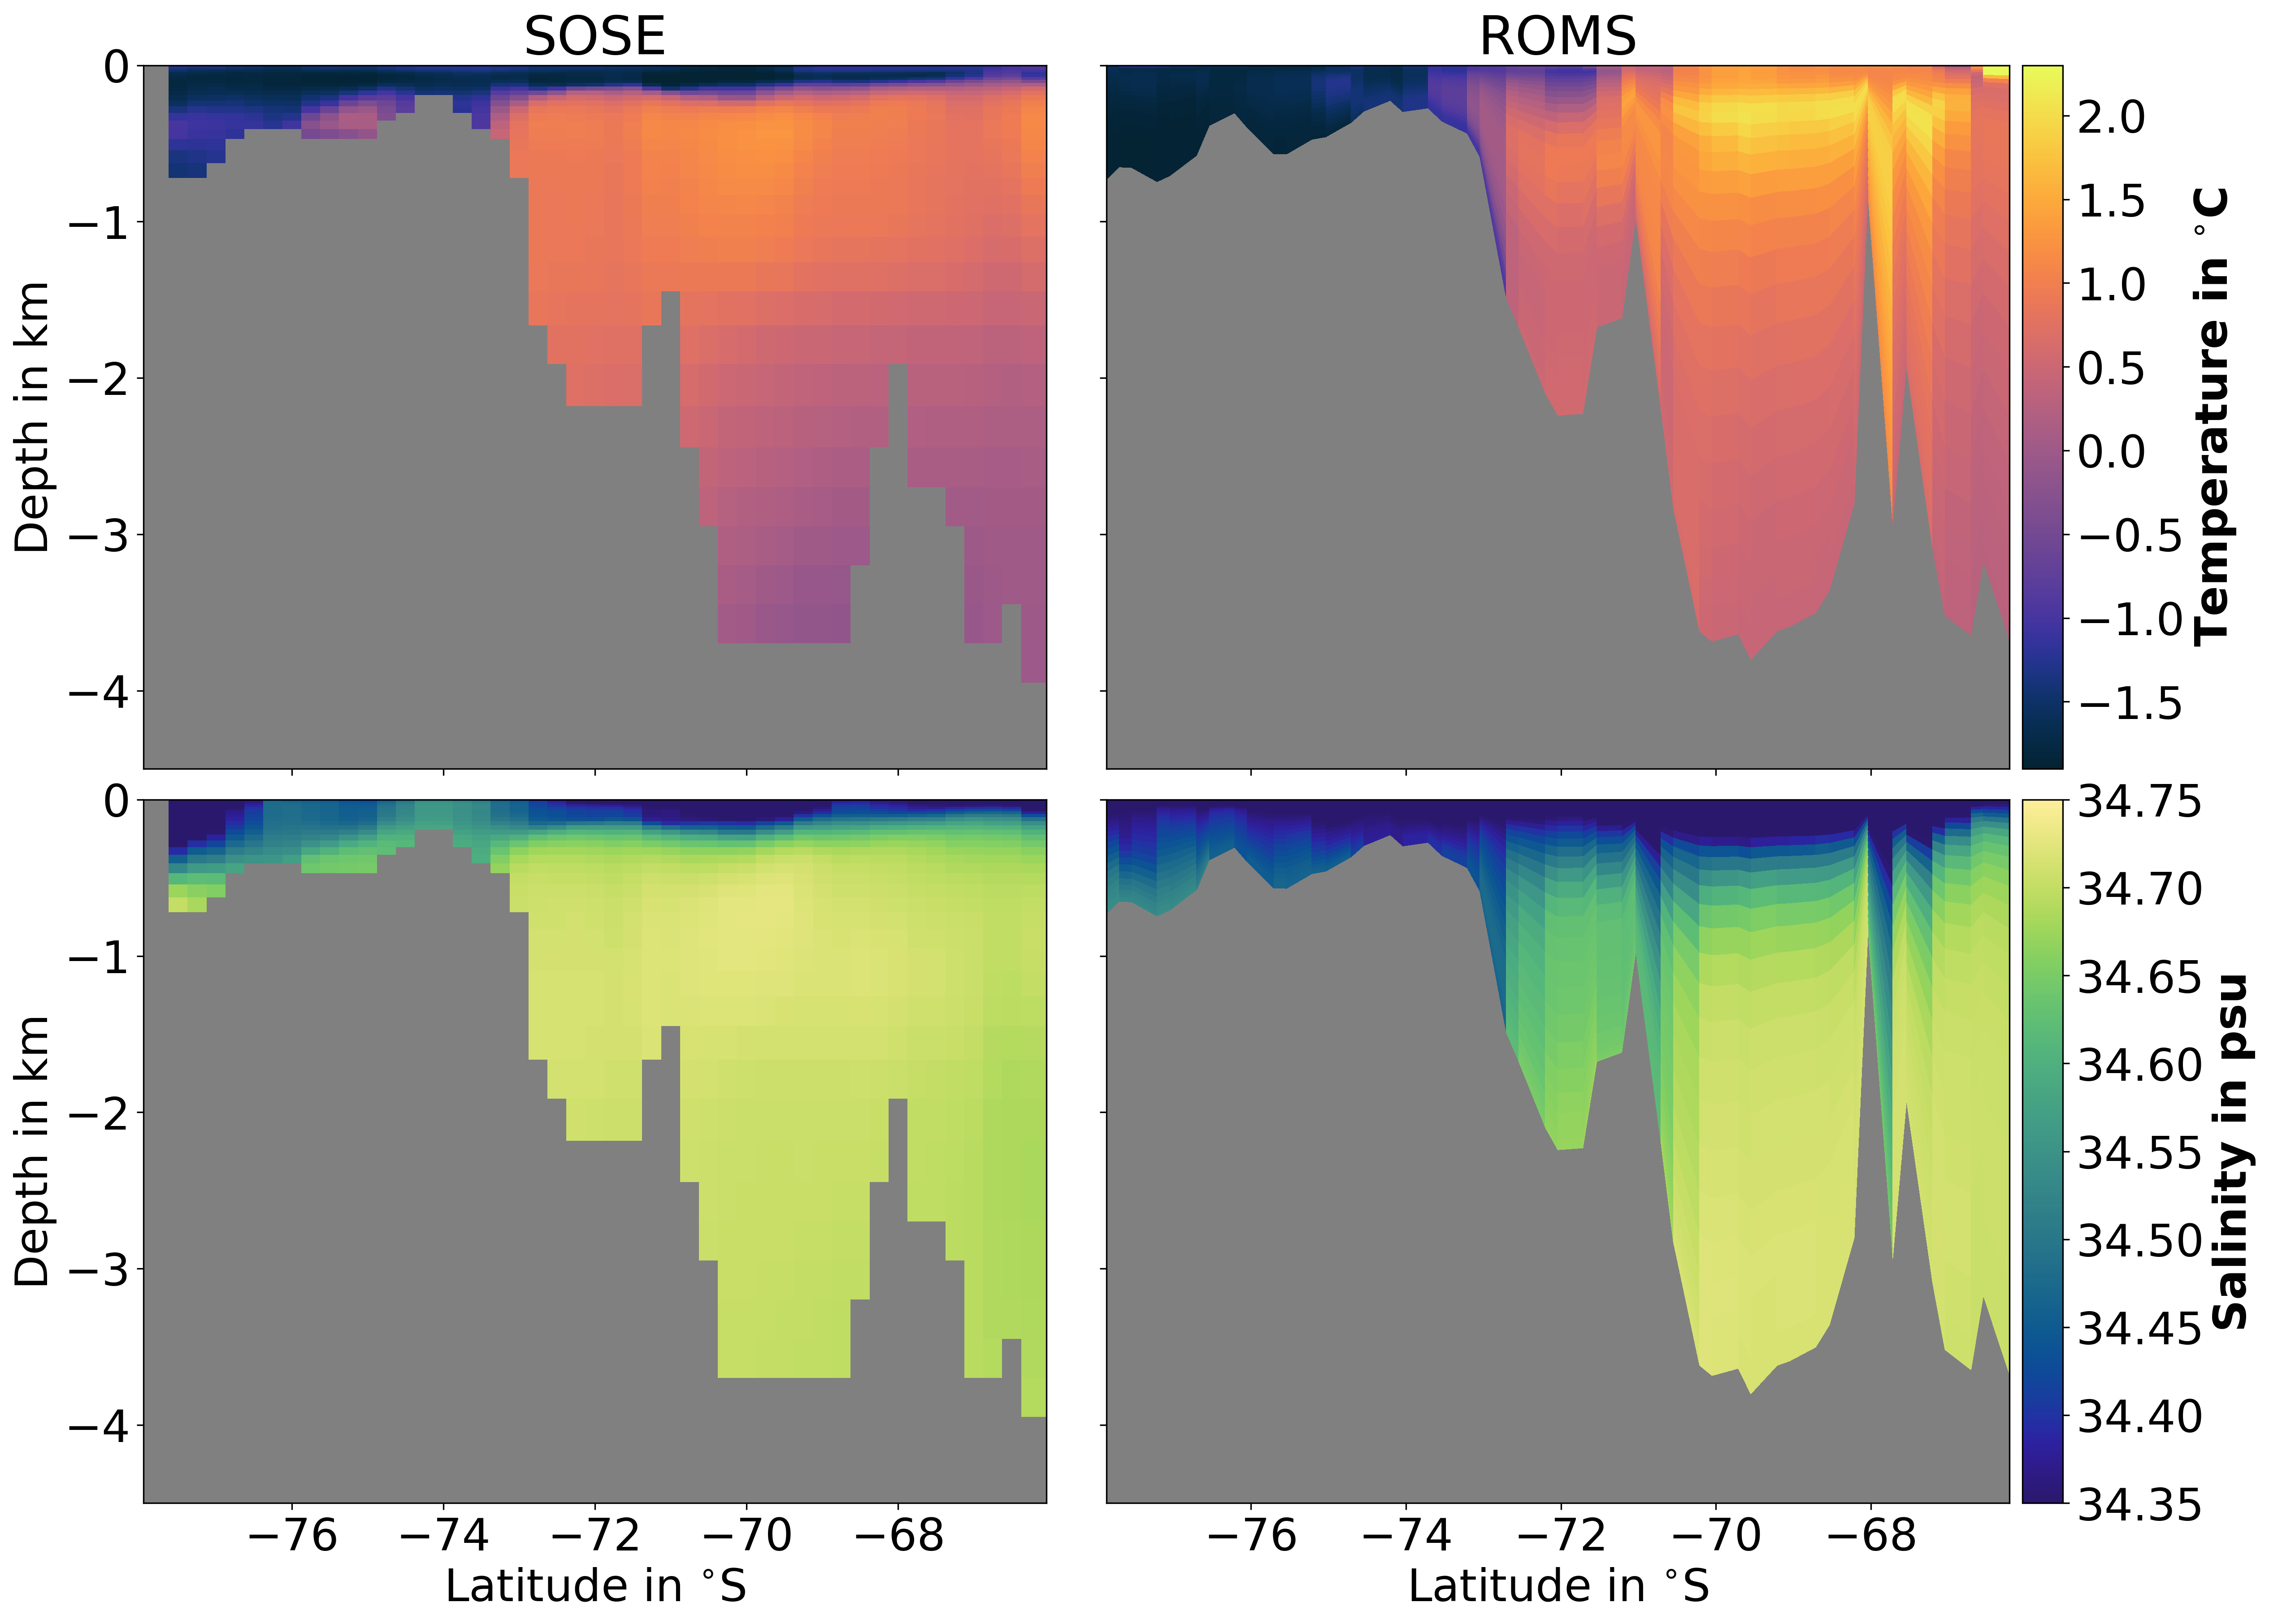 SOSE
ROMS
0
−1
−2
−3
−4
Depth in km
2.0
1.5
1.0
0.5
0.0
−0.5
−1.0
−1.5
Temperature in °C
0
−1
−2
−3
−4
Depth in km
34.75
34.70
34.65
34.60
34.55
34.50
34.45
34.40
34.35
Salinity in psu
−76 −74 −72 −70 −68
−76 −74 −72 −70 −68
Latitude in °S
Latitude in °S